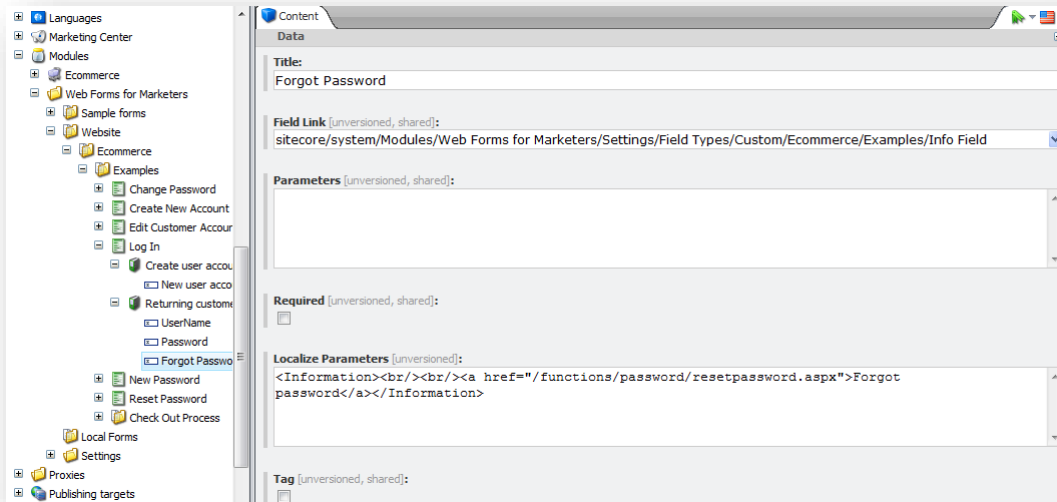 Languages
Marketing Center
Modules
Ecommerce
Web Forms for Marketers
Sample forms
Website
Ecommerce
Examples
Change Password
Create New Account
Edit Customer Accour
Log In
Create user accou
New user acco
Returning custome
UserName
Password
Forgot Passwo
New Password
Reset Password
Check Out Process
Local Forms
Settings
Proxies
Publishing targets
Content
Data
Title:
Forgot Password
Field Link [unversioned, shared]:
sitecore/system/Modules/Web Forms for Marketers/Settings/Field Types/Custom/Ecommerce/Examples/Info Field
Parameters [unversioned, shared]:
Required [unversioned, shared]:
Localize Parameters [unversioned]:
<Information><br/><br/><a href="/functions/password/resetpassword.aspx">Forgot
password</a></Information>
Tag [unversioned, shared]: